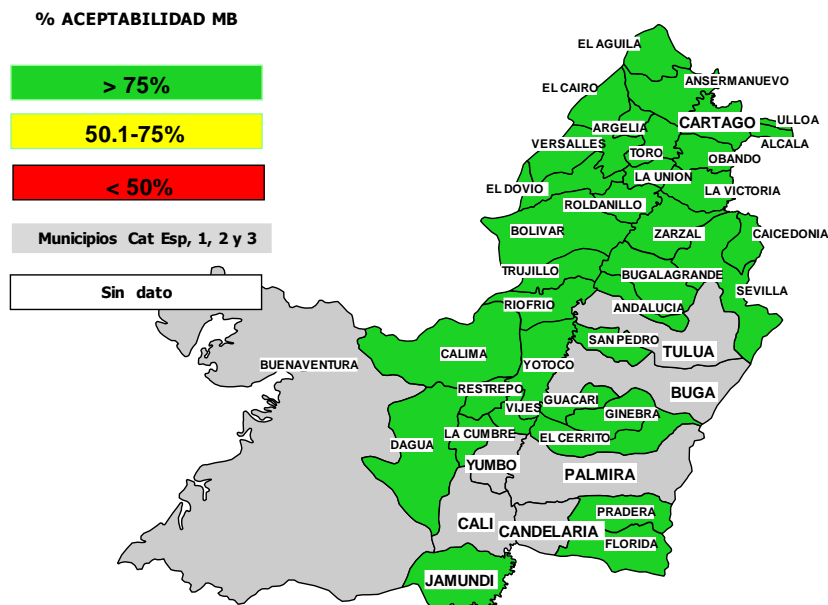 % ACEPTABILIDAD MB
> 75%
50.1-75%
< 50%
Municipios Cat Esp, 1, 2 y 3
Sin dato
EL AGUILA
ANSERMANUEVO
EL CAIRO
ULLOA
CARTAGO
ARGELIA
ALCALA
VERSALLES
TORO
OBANDO
LA UNION
EL DOVIO
LA VICTORIA
ROLDANILLO
BOLIVAR
ZARZAL
CAICEDONIA
TRUJILLO
BUGALAGRANDE
SEVILLA
RIOFRIO
ANDALUCIA
SAN PEDRO
TULUA
CALIMA
BUENAVENTURA
YOTOCO
RESTREPO
BUGA
GUACARI
VIJES
GINEBRA
LA CUMBRE
EL CERRITO
DAGUA
YUMBO
PALMIRA
PRADERA
CALI
CANDELARIA
FLORIDA
JAMUNDI